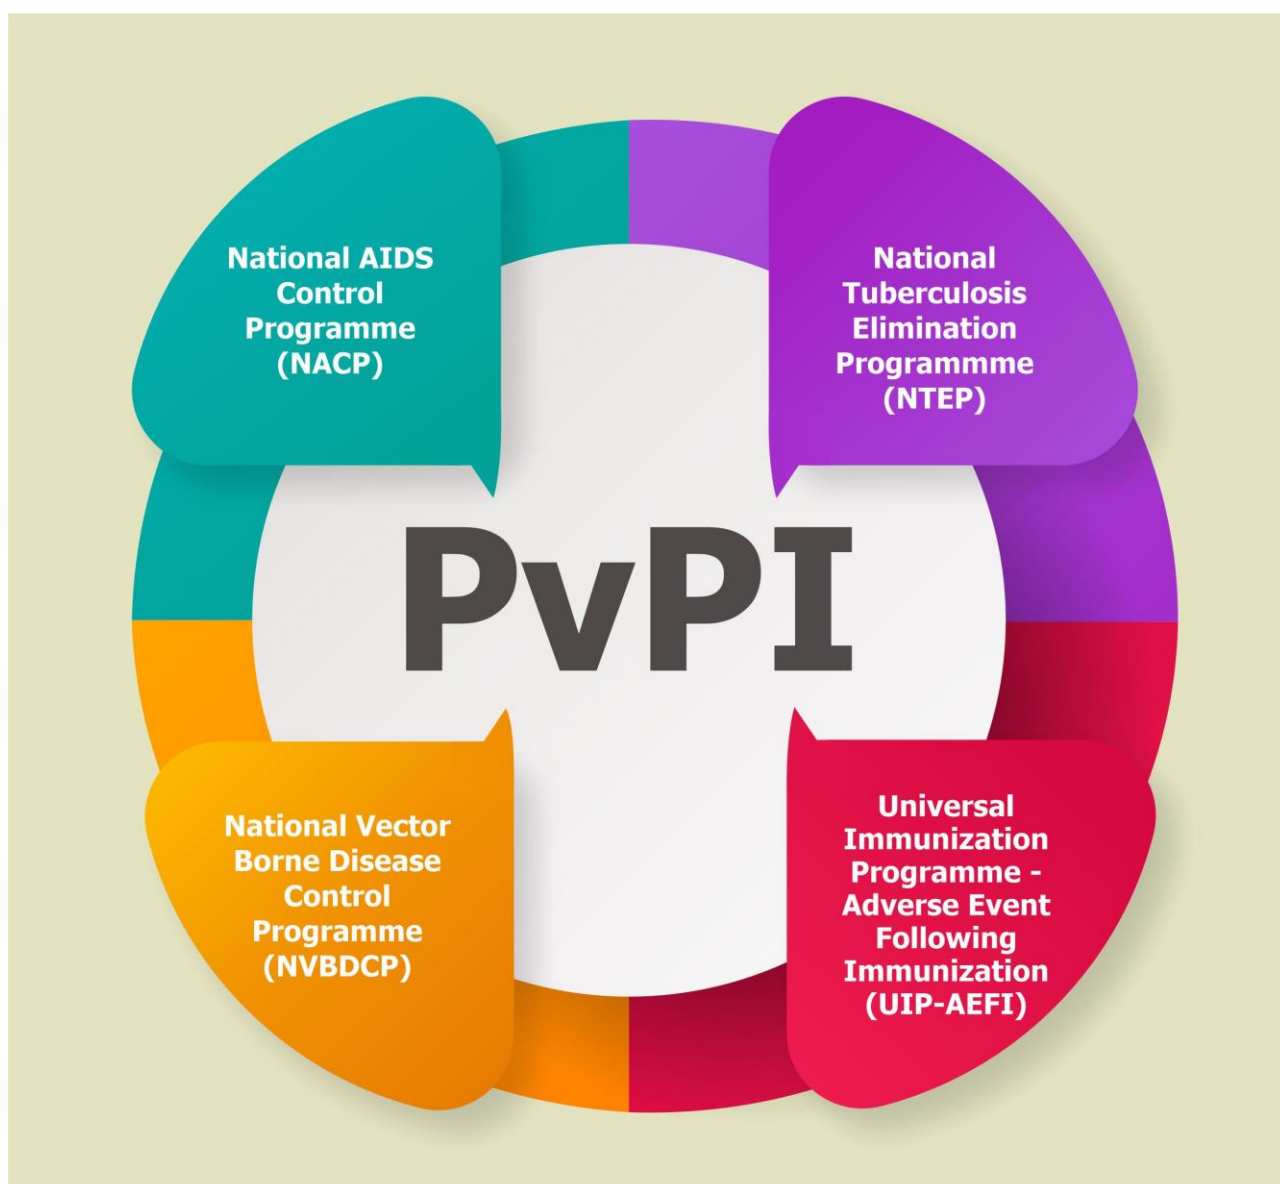 National AIDS
Control
Programme
(NACP)
National
Tuberculosis
Elimination
Programmme
(NTEP)
PvPI
National Vector
Borne Disease
Control
Programme
(NVBDCP)
Universal
Immunization
Programme -
Adverse Event
Following
Immunization
(UIP-AEFI)